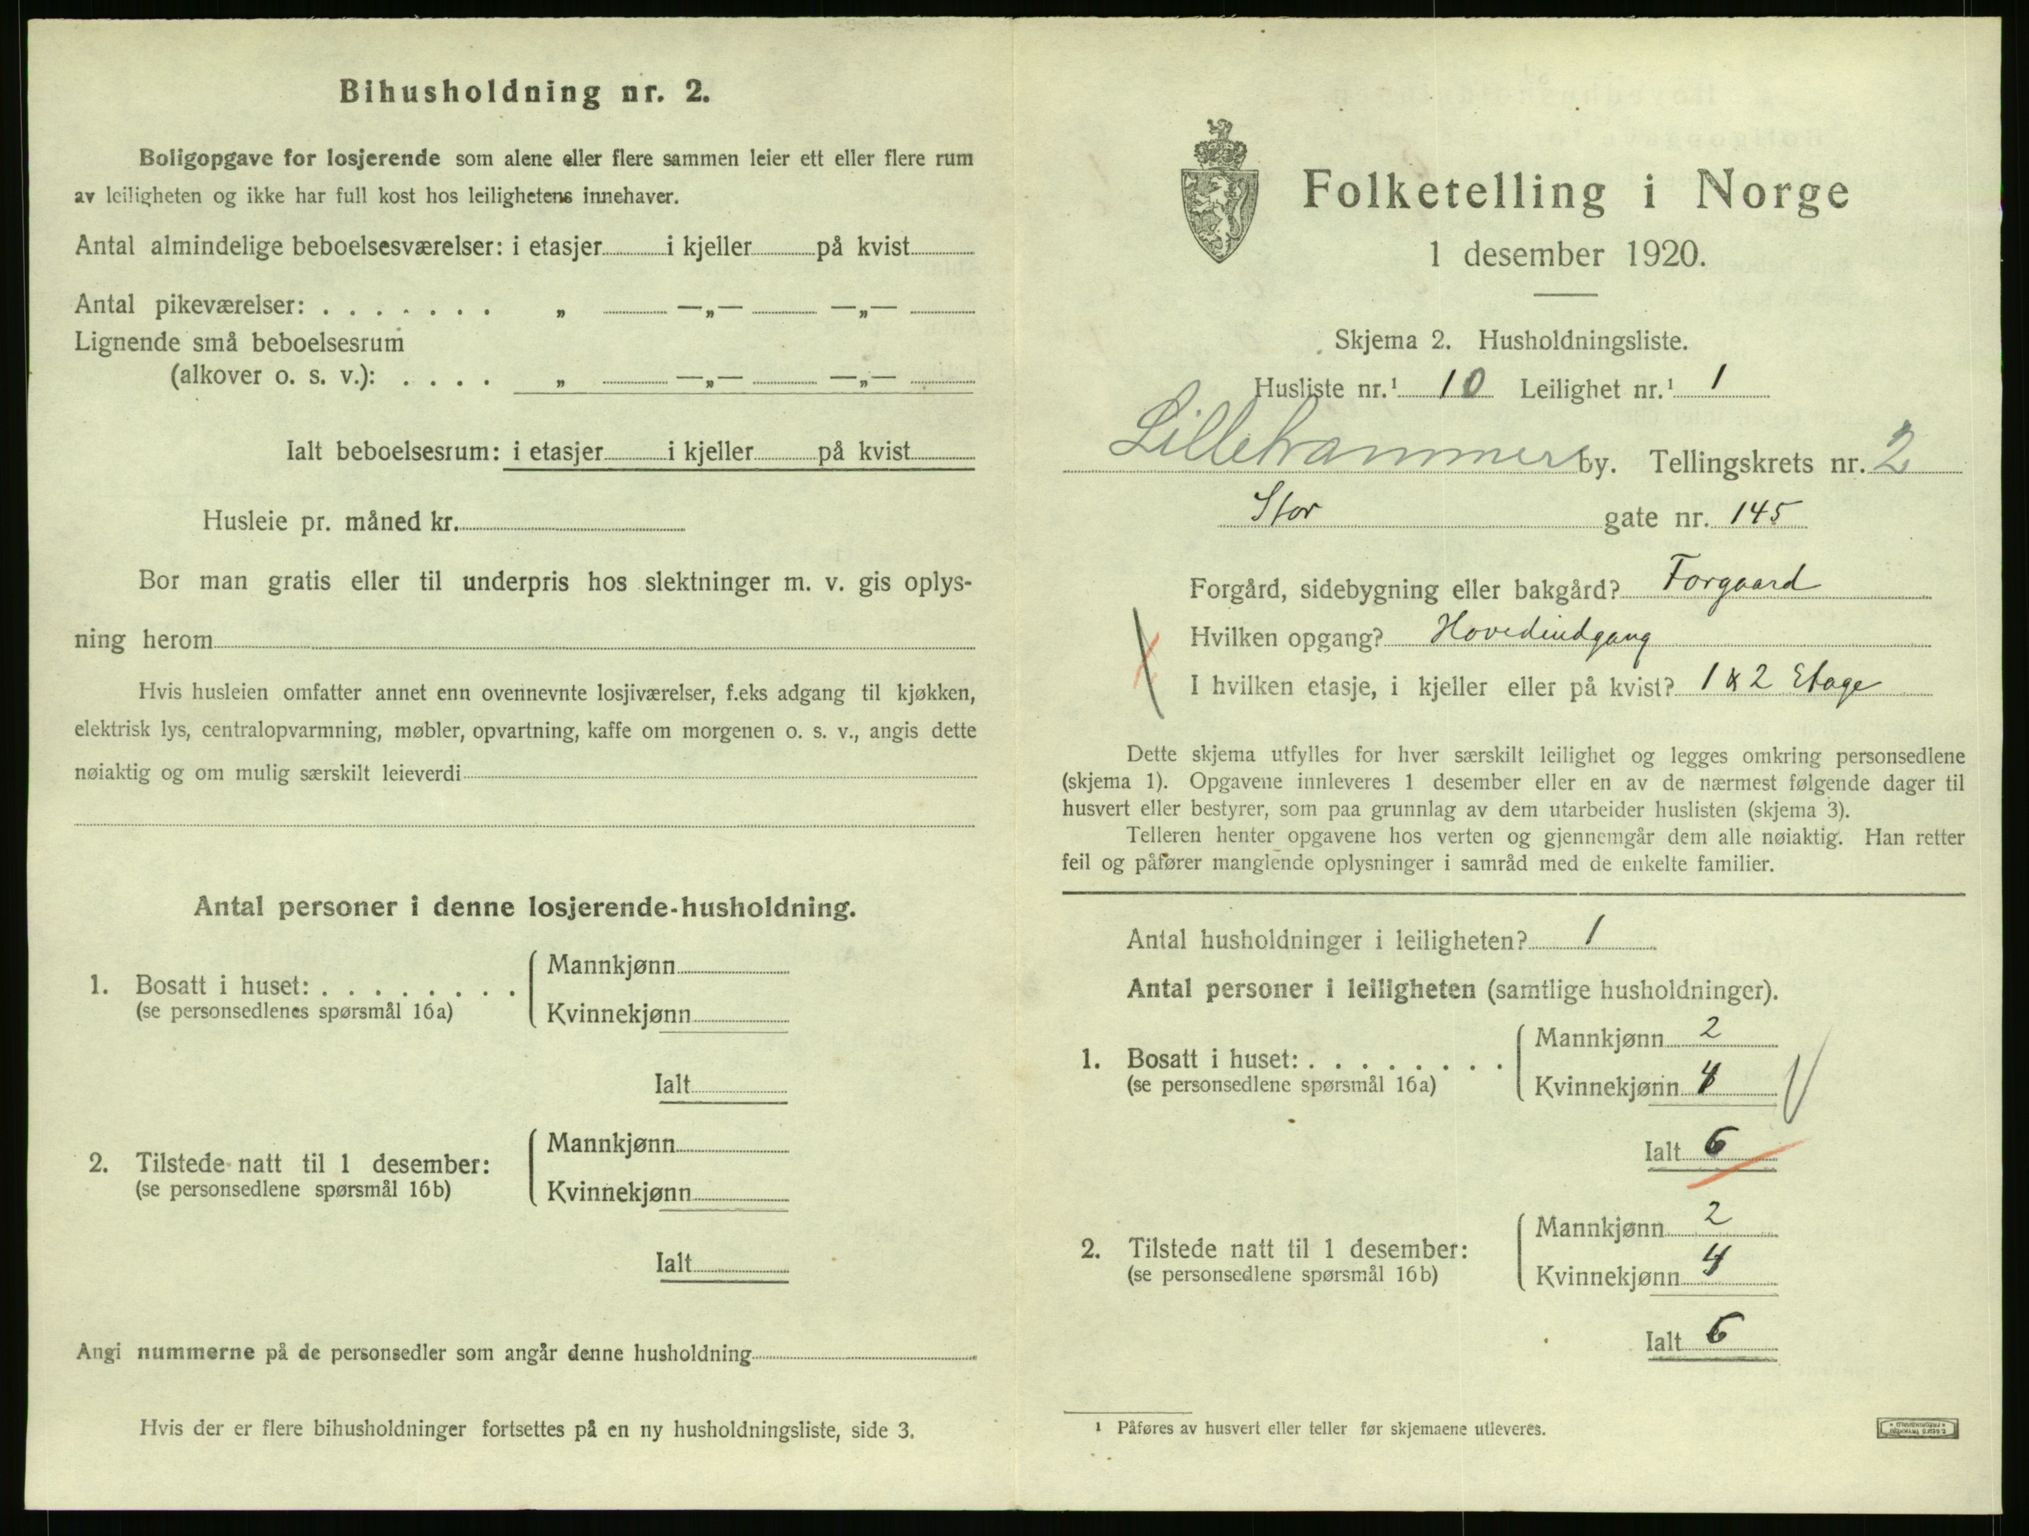 Bihusholdning nr. 2.
Boligopgave for losjerende som alene eller flere sammen leier ett eller flere rum
av leiligheten og ikke har full kost hos leilighetens innehaver.
Antal almindelige beboelsesværelser: i etasjer i kjeller på kvist
Antal pikeværelser: . . . . . . . „ —„— —„—
Lignende små beboelsesrum
(alkover o. s. v.): . . . . „ —„— —„—
Ialt beboelsesrum: i etasjer i kjeller på kvist
Husleie pr. måned kr.
Bor man gratis eller til underpris hos slektninger m. v. gis oplys-
ning herom
Hvis husleien omfatter annet enn ovennevnte losjiværelser, f.eks adgang til kjøkken,
elektrisk lys, centralopvarmning, møbler, opvartning, kaffe om morgenen o. s. v., angis dette
nøiaktig og om mulig særskilt leieverdi
Antal personer i denne losjerende-husholdning.
1. Bosatt i huset: . . . . . . . . Mannkjønn
(se personsedlenes spørsmål 16a) Kvinnekjønn
Ialt
2. Tilstede natt til 1 desember: Mannkjønn
(se personsedlene spørsmål 16b) Kvinnekjønn
Ialt
Angi nummerne på de personsedler som angår denne husholdning
Hvis der er flere bihusholdninger fortsettes på en ny husholdningsliste, side 3.
Folketelling i Norge
1 desember 1920.
Skjema 2. Husholdningsliste.
Husliste nr.¹ 10 Leilighet nr.¹ 1
Lillehammer by. Tellingskrets nr. 2
Stor gate nr. 145
Forgård, sidebygning eller bakgård? Forgaard
Hvilken opgang? Hovedindgang
I hvilken etasje, i kjeller eller på kvist? 1 & 2 Etage
Dette skjema utfylles for hver særskilt leilighet og legges omkring personsedlene
(skjema 1). Opgavene innleveres 1 desember eller en av de nærmest følgende dager til
husvert eller bestyrer, som paa grunnlag av dem utarbeider huslisten (skjema 3).
Telleren henter opgavene hos verten og gjennemgår dem alle nøiaktig. Han retter
feil og påfører manglende oplysninger i samråd med de enkelte familier.
Antal husholdninger i leiligheten? 1
Antal personer i leiligheten (samtlige husholdninger).
1. Bosatt i huset: . . . . . . . . Mannkjønn 2
(se personsedlene spørsmål 16a) Kvinnekjønn 4
Ialt 6
2. Tilstede natt til 1 desember: Mannkjønn 2
(se personsedlene spørsmål 16b) Kvinnekjønn 4
Ialt 6
¹ Påføres av husvert eller teller før skjemaene utleveres.